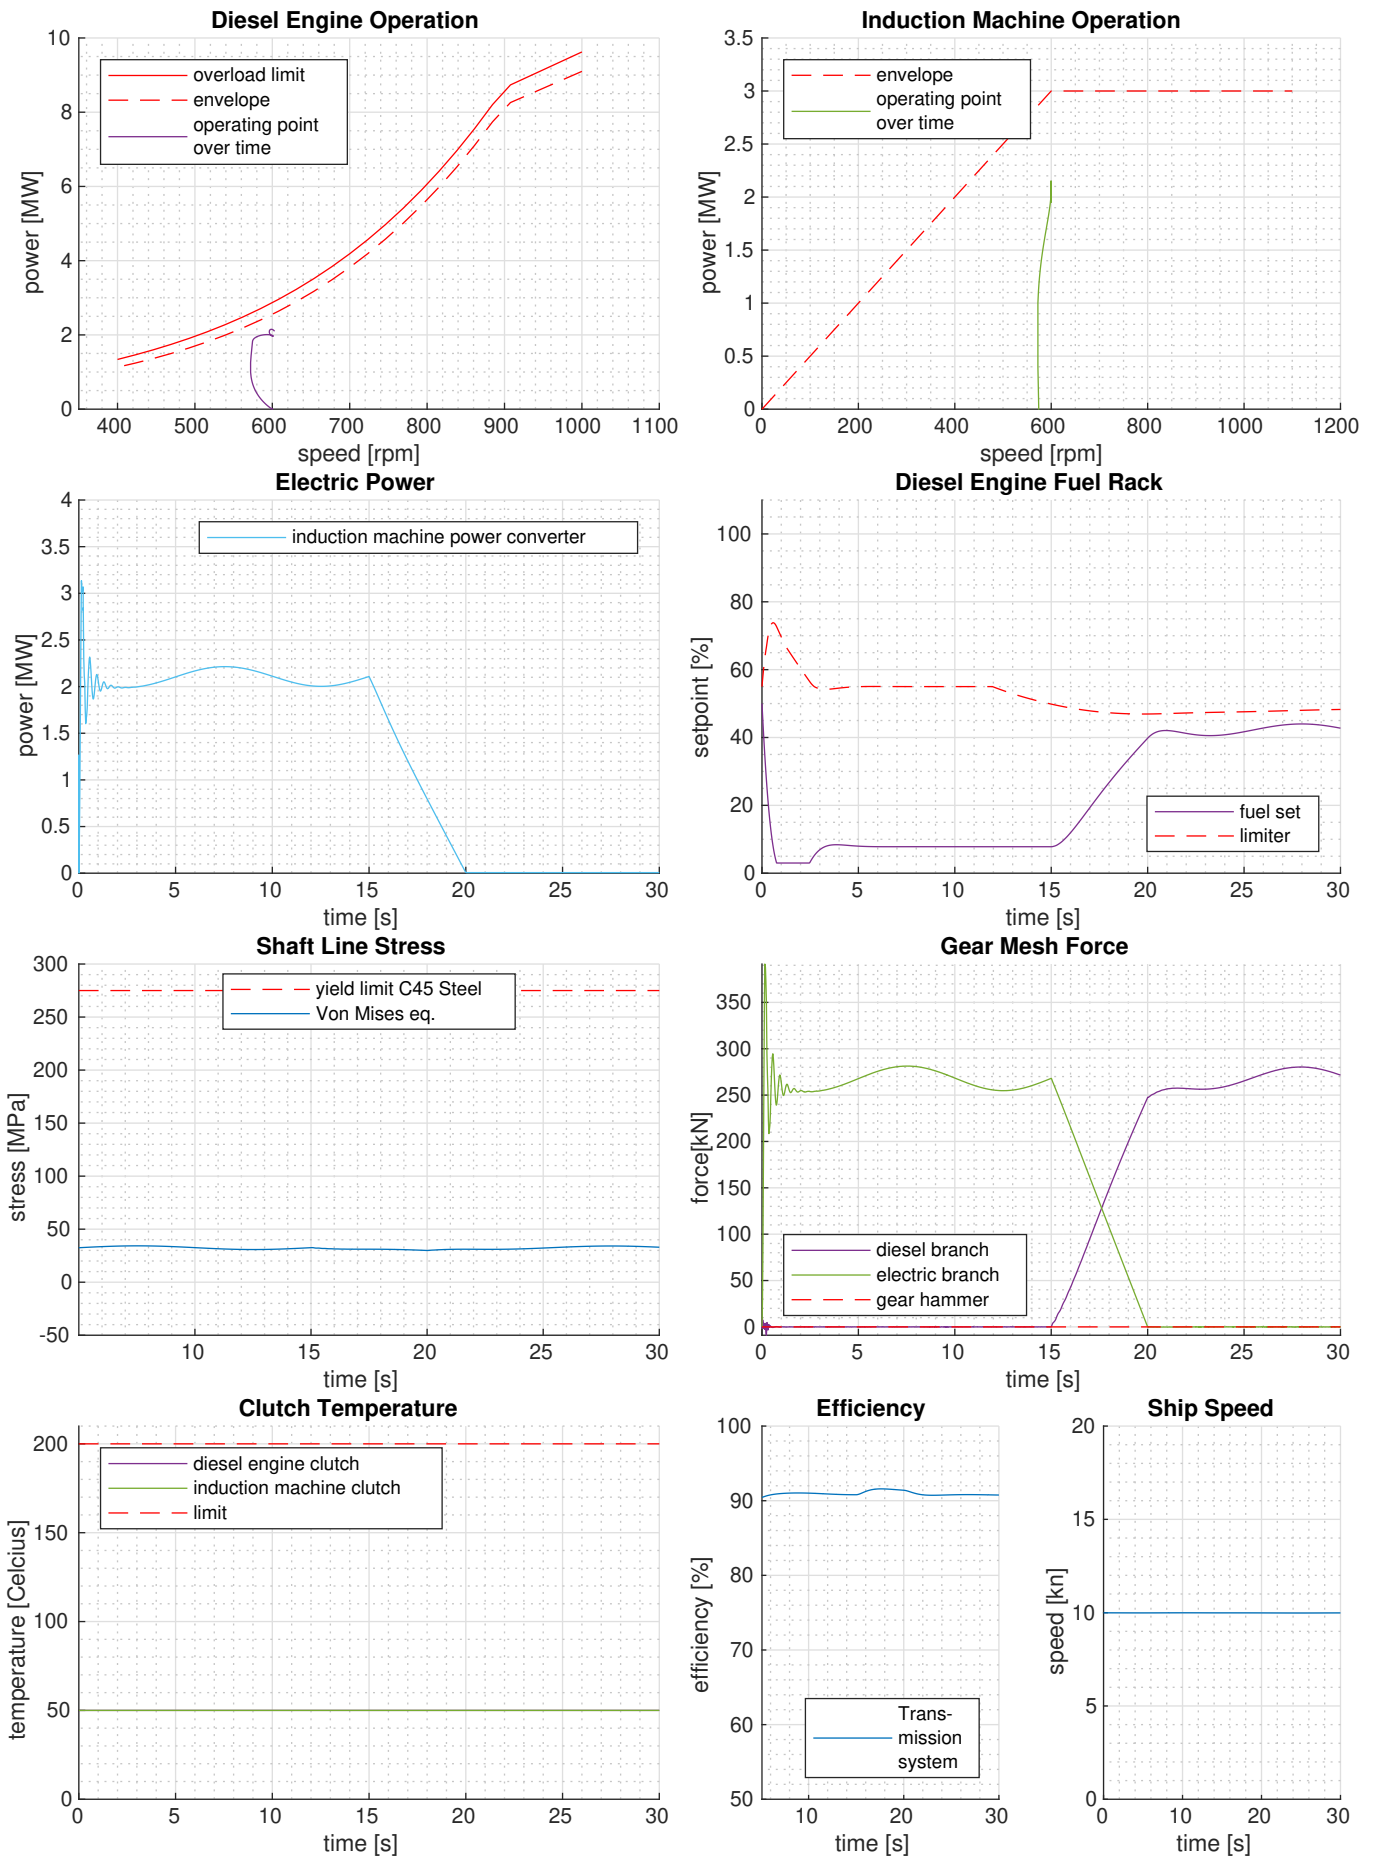 Diesel Engine Operation
10
8
6
4
2
0
power [MW]
overload limit
envelope
operating point
over time
400 500 600 700 800 900 1000 1100
speed [rpm]
Induction Machine Operation
3.5
3
2.5
2
1.5
1
0.5
0
power [MW]
envelope
operating point
over time
0 200 400 600 800 1000 1200
speed [rpm]
Electric Power
4
3.5
3
2.5
2
1.5
1
0.5
0
power [MW]
induction machine power converter
0 5 10 15 20 25 30
time [s]
Diesel Engine Fuel Rack
100
80
60
40
20
0
setpoint [%]
fuel set
limiter
0 5 10 15 20 25 30
time [s]
Shaft Line Stress
300
250
200
150
100
50
0
-50
stress [MPa]
yield limit C45 Steel
Von Mises eq.
10 15 20 25 30
time [s]
Gear Mesh Force
350
300
250
200
150
100
50
0
force[kN]
diesel branch
electric branch
gear hammer
0 5 10 15 20 25 30
time [s]
Clutch Temperature
200
150
100
50
0
temperature [Celcius]
diesel engine clutch
induction machine clutch
limit
0 5 10 15 20 25 30
time [s]
Efficiency
100
90
80
70
60
50
efficiency [%]
Trans-
mission
system
10 20 30
time [s]
Ship Speed
20
15
10
5
0
speed [kn]
0 10 20 30
time [s]